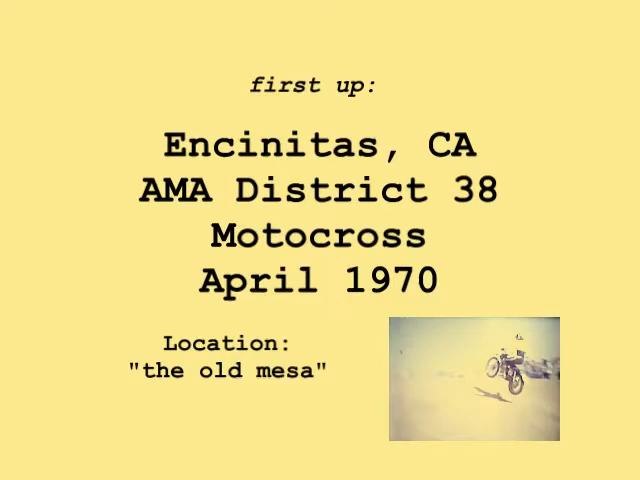 first up:
Encinitas, CA
AMA District 38
Motocross
April 1970
Location:
"the old mesa"